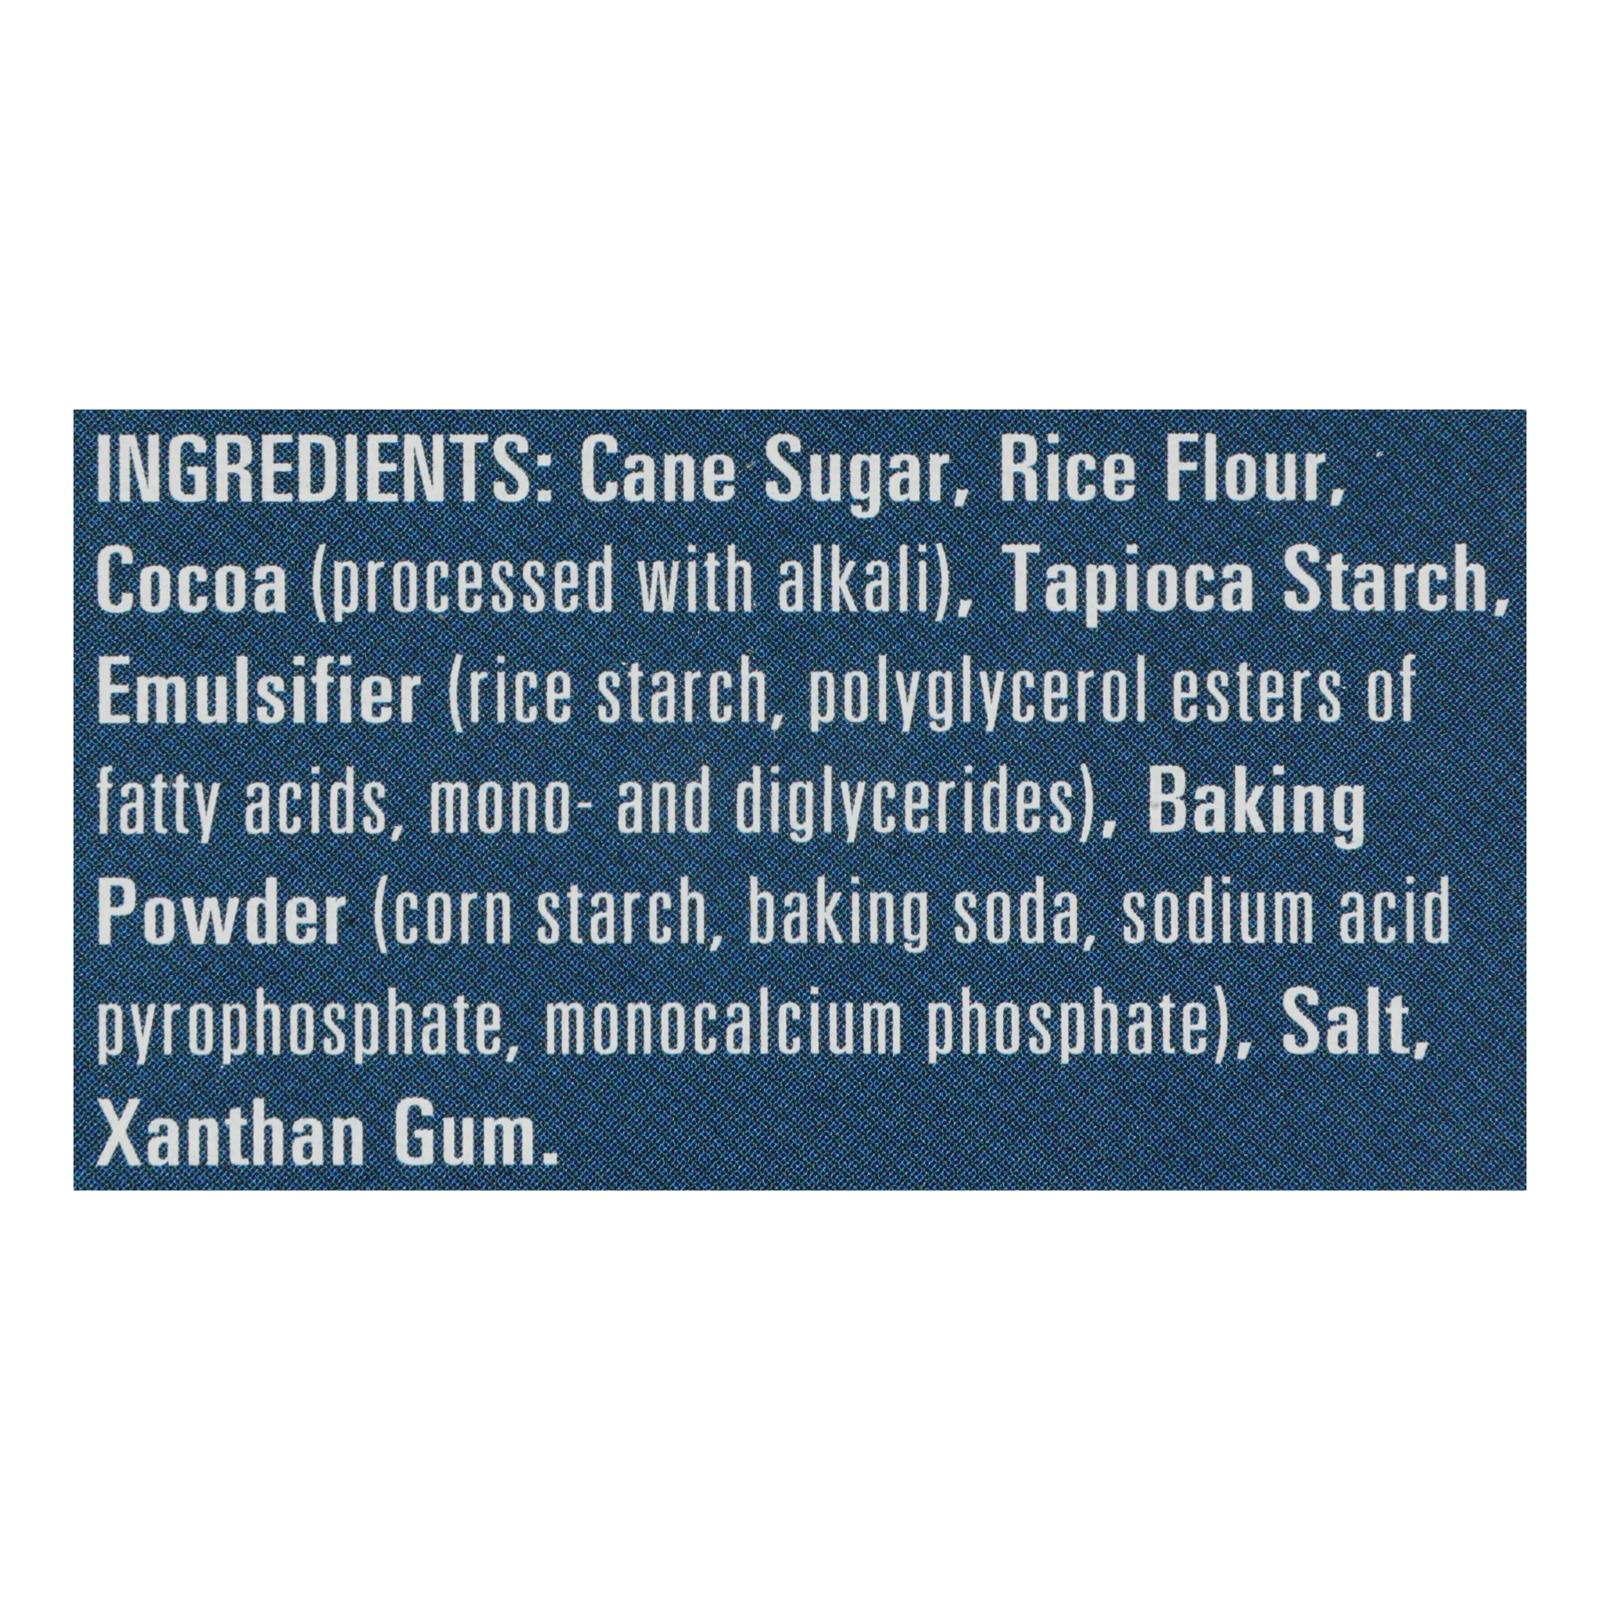 INGREDIENTS: Cane Sugar, Rice Flour,
Cocoa (processed with alkali), Tapioca Starch,
Emulsifier (rice starch, polyglycerol esters of
fatty acids, mono- and diglycerides), Baking
Powder (corn starch, baking soda, sodium acid
pyrophosphate, monocalcium phosphate), Salt,
Xanthan Gum.